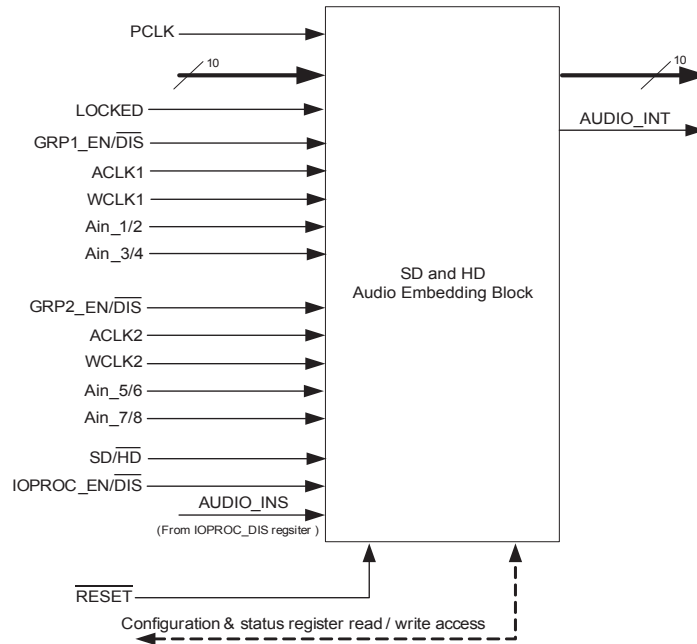 PCLK
10
10
LOCKED
AUDIO_INT
GRP1_EN/DIS
ACLK1
WCLK1
Ain_1/2
Ain_3/4
SD and HD
Audio Embedding Block
GRP2_EN/DIS
ACLK2
WCLK2
Ain_5/6
Ain_7/8
SD/HD
IOPROC_EN/DIS
AUDIO_INS
(From IOPROC_DIS regsiter )
RESET
Configuration & status register read / write access